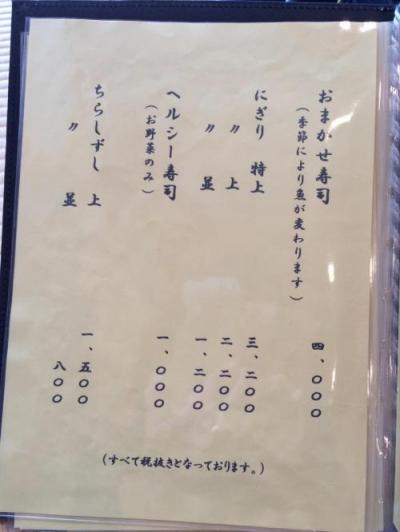 おまかせ寿司 四、〇〇〇
(季節により魚が変わります)
にぎり 特上 三、二〇〇
〃 上 二、二〇〇
〃 並 一、二〇〇
ヘルシー寿司 一、〇〇〇
(お野菜のみ)
ちらしずし 上 一、五〇〇
〃 並 八〇〇
(すべて税抜きとなっております。)